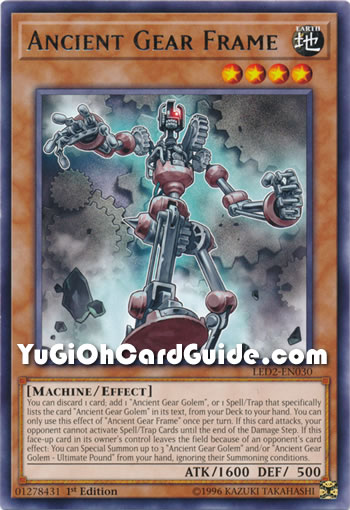 ANCIENT GEAR FRAME
EARTH
地
YuGiOhCardGuide.com
LED2-EN030
[MACHINE/EFFECT]
You can discard 1 card; add 1 "Ancient Gear Golem", or 1 Spell/Trap that specifically
lists the card "Ancient Gear Golem" in its text, from your Deck to your hand. You can
only use this effect of "Ancient Gear Frame" once per turn. If this card attacks, your
opponent cannot activate Spell/Trap Cards until the end of the Damage Step. If this
face-up card in its owner's control leaves the field because of an opponent's card
effect: You can Special Summon up to 3 "Ancient Gear Golem" and/or "Ancient Gear
Golem - Ultimate Pound" from your hand, ignoring their Summoning conditions.
ATK/1600 DEF/ 500
01278431 1st Edition ©1996 KAZUKI TAKAHASHI